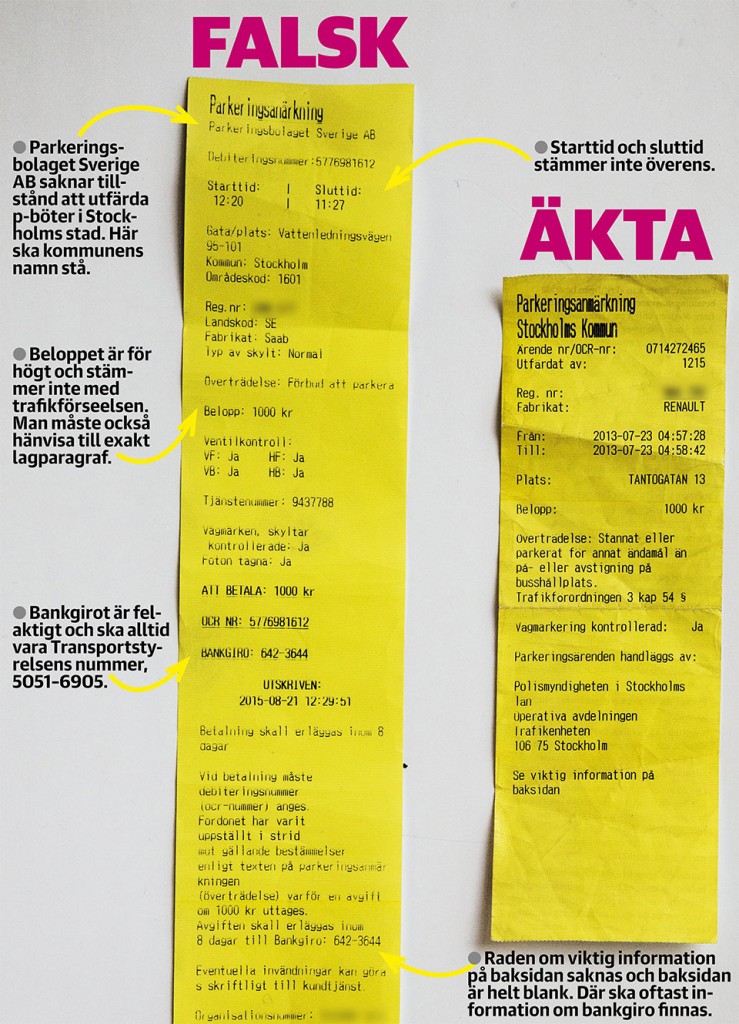 FALSK
Parkeringsanärkning
Parkeringsbolaget Sverige AB
Debiteringsnummer:5776981612
Starttid: | Sluttid:
12:20 | 11:27
Gata/plats: Vattenledningsvägen
95-101
Kommun: Stockholm
Områdeskod: 1601
Reg.nr:
Landskod: SE
Fabrikat: Saab
Typ av skylt: Normal
Överträdelse: Förbud att parkera
Belopp: 1000 kr
Ventilkontroll:
VF: Ja HF: Ja
VB: Ja HB: Ja
Tjänstenummer: 9437788
Vägmärken, skyltar
kontrollerade: Ja
Foton tagna: Ja
ATT BETALA: 1000 kr
OCR NR: 5776981612
BANKGIRO: 642-3644
UTSKRIVEN:
2015-08-21 12:29:51
Betalning skall erläggas inom 8
dagar
Vid betalning måste
debiteringsnummer
(ocr-nummer) anges.
Fordonet har varit
uppställt i strid
mot gällande bestämmelser
enligt texten på parkeringsanmär
kningen
(överträdelse) varför en avgift
om 1000 kr uttages.
Avgiften skall erläggas inom
8 dagar till Bankgiro: 642-3644
Eventuella invändningar kan göra
s skriftligt till kundtjänst.
Organisationsnummer:
● Parkerings-
bolaget Sverige
AB saknar till-
stånd att utfärda
p-böter i Stock-
holms stad. Här
ska kommunens
namn stå.
● Beloppet är för
högt och stäm-
mer inte med
trafikförseelsen.
Man måste också
hänvisa till exakt
lagparagraf.
● Bankgirot är fel-
aktigt och ska alltid
vara Transportsty-
relsens nummer,
5051-6905.
● Starttid och sluttid
stämmer inte överens.
ÄKTA
Parkeringsanmärkning
Stockholms Kommun
Ärende nr/OCR-nr: 0714272465
Utfärdat av: 1215
Reg. nr:
Fabrikat: RENAULT
Från: 2013-07-23 04:57:28
Till: 2013-07-23 04:58:42
Plats: TANTOGATAN 13
Belopp: 1000 kr
Överträdelse: Stannat eller
parkerat för annat ändamål än
på- eller avstigning på
busshållplats.
Trafikförordningen 3 kap 54 §
Vägmarkering kontrollerad: Ja
Parkeringsärenden handläggs av:
Polismyndigheten i Stockholms
län
Operativa avdelningen
Trafikenheten
106 75 Stockholm
Se viktig information på
baksidan
● Raden om viktig information
på baksidan saknas och baksidan
är helt blank. Där ska oftast in-
formation om bankgiro finnas.